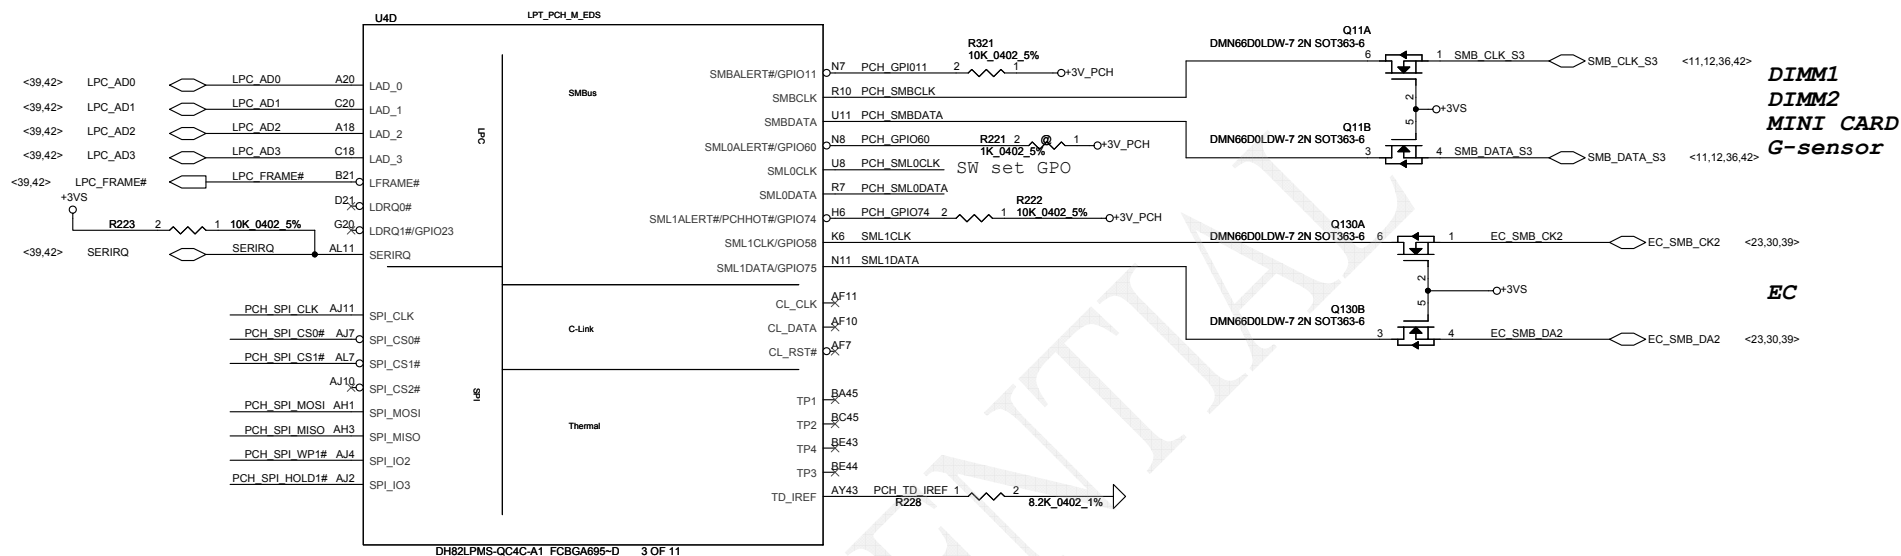 U4D
LPT_PCH_M_EDS
<39,42> LPC_AD0 LPC_AD0 A20 LAD_0
<39,42> LPC_AD1 LPC_AD1 C20 LAD_1
<39,42> LPC_AD2 LPC_AD2 A18 LAD_2
<39,42> LPC_AD3 LPC_AD3 C18 LAD_3
<39,42> LPC_FRAME# LPC_FRAME# B21 LFRAME#
+3VS
D21 LDRQ0#
R223 2 1 10K_0402_5% G20 LDRQ1#/GPIO23
<39,42> SERIRQ SERIRQ AL11 SERIRQ
PCH_SPI_CLK AJ11 SPI_CLK
PCH_SPI_CS0# AJ7 SPI_CS0#
PCH_SPI_CS1# AL7 SPI_CS1#
AJ10 SPI_CS2#
PCH_SPI_MOSI AH1 SPI_MOSI
PCH_SPI_MISO AH3 SPI_MISO
PCH_SPI_WP1# AJ4 SPI_IO2
PCH_SPI_HOLD1# AJ2 SPI_IO3
LPC
SPI
SMBus
C-Link
Thermal
R321
10K_0402_5%
SMBALERT#/GPIO11 N7 PCH_GPI011 2 1 +3V_PCH
SMBCLK R10 PCH_SMBCLK
SMBDATA U11 PCH_SMBDATA
SML0ALERT#/GPIO60 N8 PCH_GPIO60 R221 2 @ 1 +3V_PCH
1K_0402_5%
SML0CLK U8 PCH_SML0CLK SW set GPO
SML0DATA R7 PCH_SML0DATA
R222
SML1ALERT#/PCHHOT#/GPIO74 H6 PCH_GPIO74 2 1 10K_0402_5% +3V_PCH
SML1CLK/GPIO58 K6 SML1CLK
SML1DATA/GPIO75 N11 SML1DATA
CL_CLK AF11
CL_DATA AF10
CL_RST# AF7
TP1 BA45
TP2 BC45
TP4 BE43
TP3 BE44
TD_IREF AY43 PCH_TD_IREF 1 2
R228 8.2K_0402_1%
Q11A
DMN66D0LDW-7 2N SOT363-6
6 1 SMB_CLK_S3 SMB_CLK_S3 <11,12,36,42>
2
+3VS
5
Q11B
DMN66D0LDW-7 2N SOT363-6
3 4 SMB_DATA_S3 SMB_DATA_S3 <11,12,36,42>
DIMM1
DIMM2
MINI CARD
G-sensor
Q130A
DMN66D0LDW-7 2N SOT363-6
6 1 EC_SMB_CK2 EC_SMB_CK2 <23,30,39>
2
+3VS
5
EC
Q130B
DMN66D0LDW-7 2N SOT363-6
3 4 EC_SMB_DA2 EC_SMB_DA2 <23,30,39>
DH82LPMS-QC4C-A1_FCBGA695~D 3 OF 11
ENTIAL